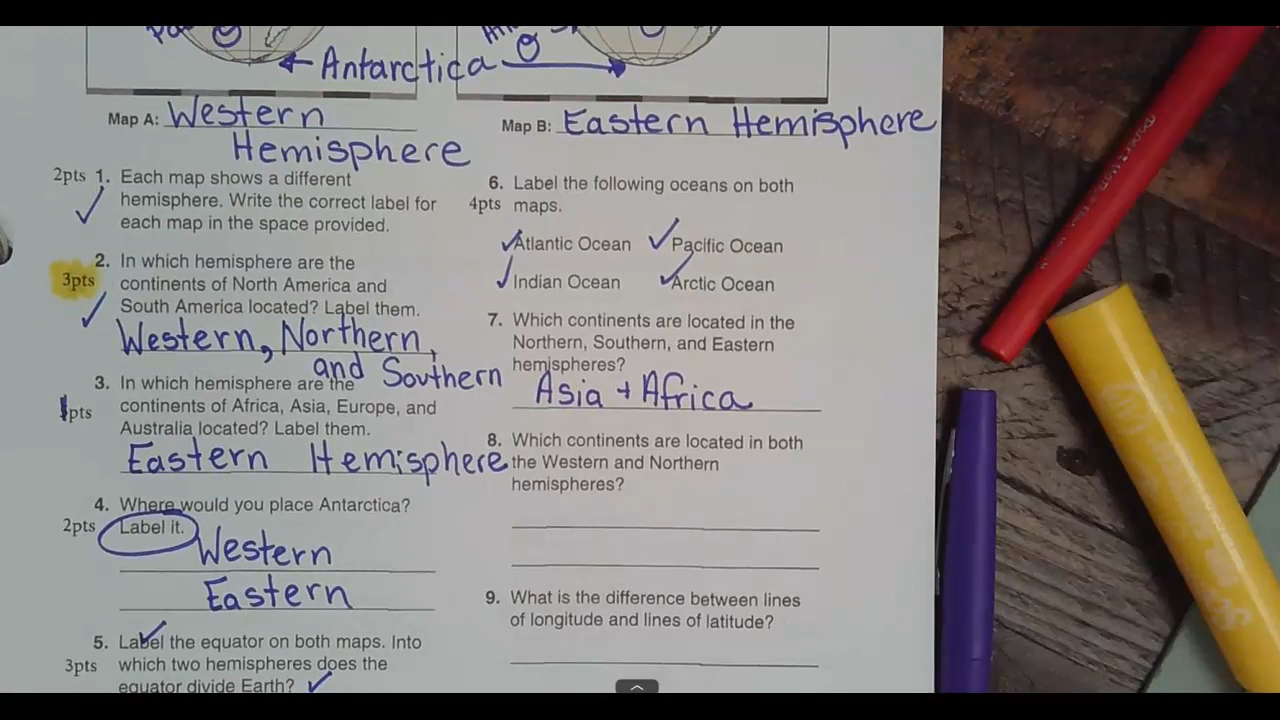 Antarctica
Map A: Western
Hemisphere
Map B: Eastern Hemisphere
2pts 1. Each map shows a different
hemisphere. Write the correct label for
each map in the space provided.
2. In which hemisphere are the
3pts continents of North America and
South America located? Label them.
Western, Northern,
and Southern
3. In which hemisphere are the
1pts continents of Africa, Asia, Europe, and
Australia located? Label them.
Eastern Hemisphere
4. Where would you place Antarctica?
2pts Label it.
Western
Eastern
5. Label the equator on both maps. Into
3pts which two hemispheres does the
equator divide Earth?
6. Label the following oceans on both
4pts maps.
Atlantic Ocean Pacific Ocean
Indian Ocean Arctic Ocean
7. Which continents are located in the
Northern, Southern, and Eastern
hemispheres?
Asia + Africa
8. Which continents are located in both
the Western and Northern
hemispheres?
9. What is the difference between lines
of longitude and lines of latitude?